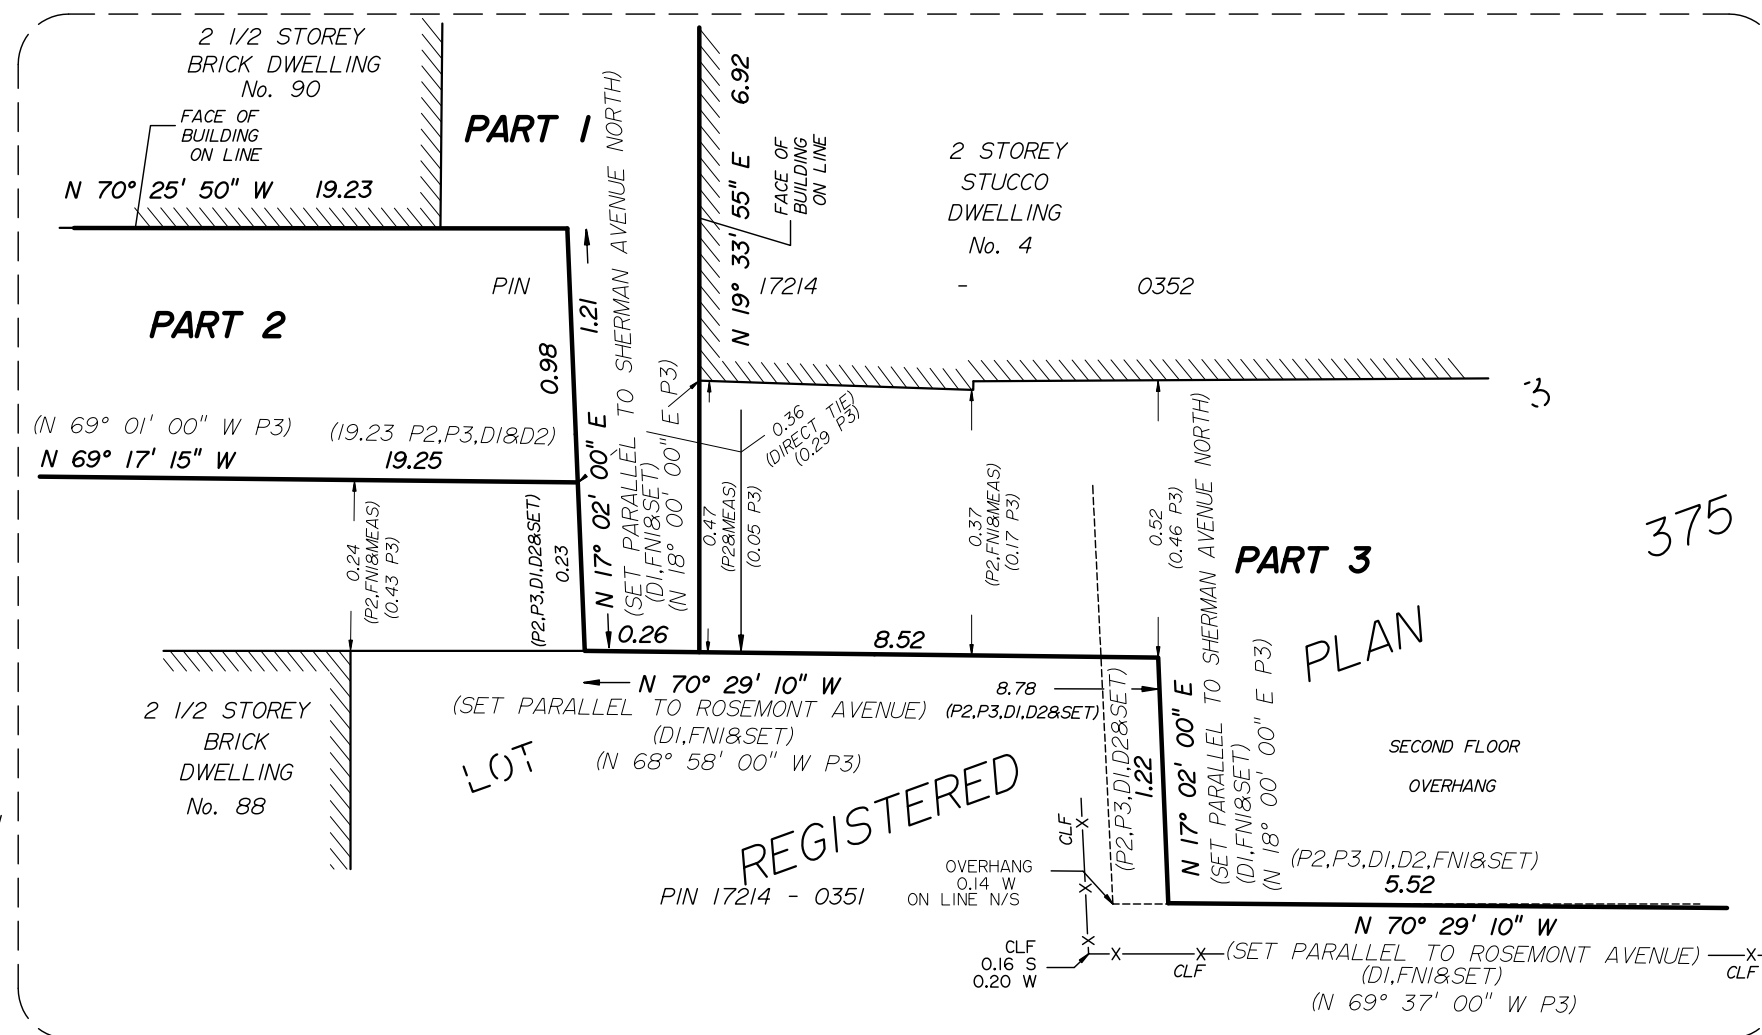 2 1/2 STOREY
BRICK DWELLING
No. 90
FACE OF
BUILDING
ON LINE
N 70° 25' 50" W 19.23
PART 1
N 19° 33' 55" E 6.92
FACE OF
BUILDING
ON LINE
2 STOREY
STUCCO
DWELLING
No. 4
PIN 17214 - 0352
PART 2
0.98
1.21
(N 69° 01' 00" W P3) (19.23 P2,P3,D1&D2)
N 69° 17' 15" W 19.25
N 17° 02' 00" E
(SET PARALLEL TO SHERMAN AVENUE NORTH)
(D1,FN1&SET)
(N 18° 00' 00" E P3)
0.36
(DIRECT TIE)
(0.29 P3)
0.24
(P2,FN1&MEAS)
(0.43 P3)
(P2,P3,D1,D2&SET)
0.23
0.47
(P2&MEAS)
(0.05 P3)
0.37
(P2,FN1&MEAS)
(0.17 P3)
0.52
(0.46 P3)
PART 3
375
PLAN
0.26
8.52
N 70° 29' 10" W
(SET PARALLEL TO ROSEMONT AVENUE)
(D1,FN1&SET)
(N 68° 58' 00" W P3)
8.78
(P2,P3,D1,D2&SET)
2 1/2 STOREY
BRICK
DWELLING
No. 88
LOT
REGISTERED
PIN 17214 - 0351
(P2,P3,D1,D2&SET)
1.22
N 17° 02' 00" E
(SET PARALLEL TO SHERMAN AVENUE NORTH)
(D1,FN1&SET)
(N 18° 00' 00" E P3)
SECOND FLOOR
OVERHANG
CLF
OVERHANG
0.14 W
ON LINE N/S
(P2,P3,D1,D2,FN1&SET)
5.52
N 70° 29' 10" W
(SET PARALLEL TO ROSEMONT AVENUE)
(D1,FN1&SET)
(N 69° 37' 00" W P3)
CLF
0.16 S
0.20 W
CLF
CLF